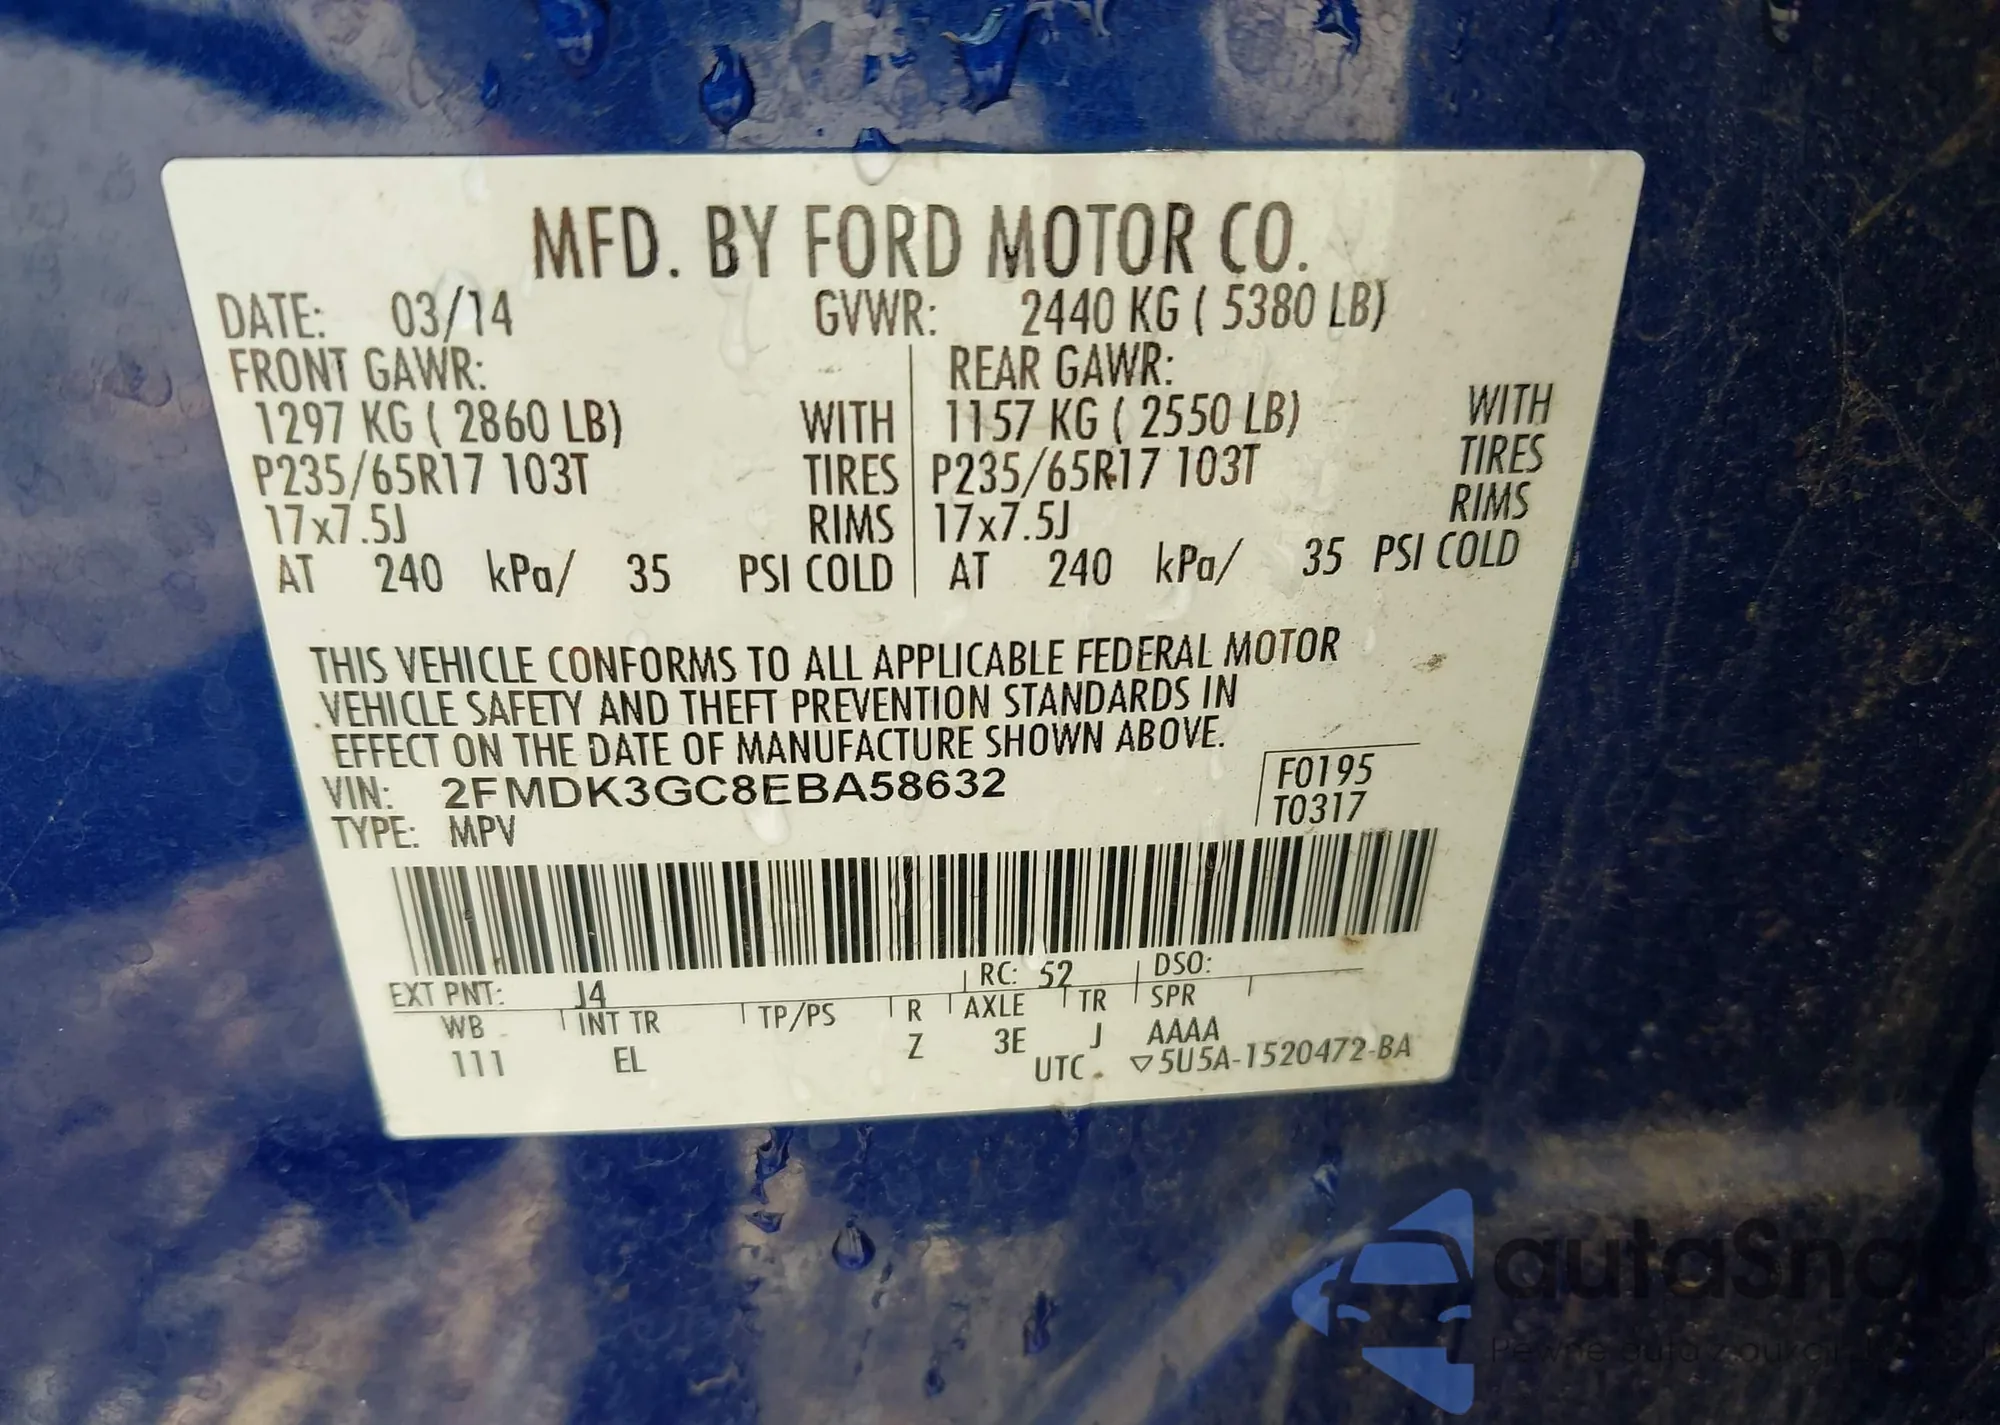 MFD. BY FORD MOTOR CO.
DATE: 03/14 GVWR: 2440 KG ( 5380 LB)
FRONT GAWR: REAR GAWR:
1297 KG ( 2860 LB) WITH 1157 KG ( 2550 LB) WITH
P235/65R17 103T TIRES P235/65R17 103T TIRES
17x7.5J RIMS 17x7.5J RIMS
AT 240 kPa/ 35 PSI COLD AT 240 kPa/ 35 PSI COLD
THIS VEHICLE CONFORMS TO ALL APPLICABLE FEDERAL MOTOR
VEHICLE SAFETY AND THEFT PREVENTION STANDARDS IN
EFFECT ON THE DATE OF MANUFACTURE SHOWN ABOVE.
VIN: 2FMDK3GC8EBA58632 F0195
TYPE: MPV T0317
EXT PNT: J4 RC: 52 DSO:
WB INT TR TP/PS R AXLE TR SPR
111 EL Z 3E J AAAA
UTC ▽5U5A-1520472-BA
autaSnap
Pewne auta z